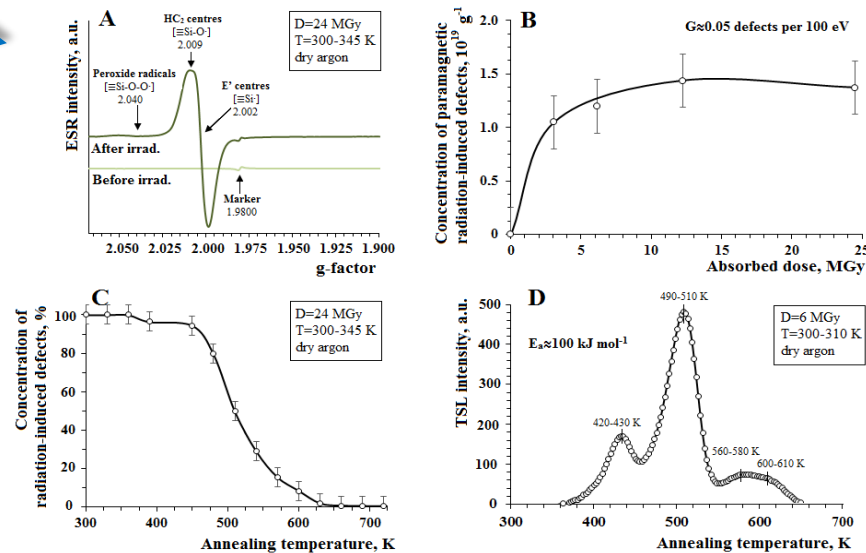 A
HC₂ centres
[≡Si-O·]
2.009
D=24 MGy
T=300-345 K
dry argon
Peroxide radicals
[≡Si-O-O·]
2.040
E’ centres
[≡Si·]
2.002
After irrad.
Before irrad.
Marker
1.9800
ESR intensity, a.u.
2.050 2.025 2.000 1.975 1.950 1.925 1.900
g-factor
B
G≈0.05 defects per 100 eV
Concentration of paramagnetic
radiation-induced defects, 10¹⁹ g⁻¹
2.0
1.5
1.0
0.5
0
0 5 10 15 20 25
Absorbed dose, MGy
C
D=24 MGy
T=300-345 K
dry argon
Concentration of
radiation-induced defects, %
100
80
60
40
20
0
300 400 500 600 700
Annealing temperature, K
D
490-510 K
D=6 MGy
T=300-310 K
dry argon
Eₐ≈100 kJ mol⁻¹
420-430 K
560-580 K
600-610 K
TSL intensity, a.u.
500
400
300
200
100
0
300 400 500 600 700
Annealing temperature, K